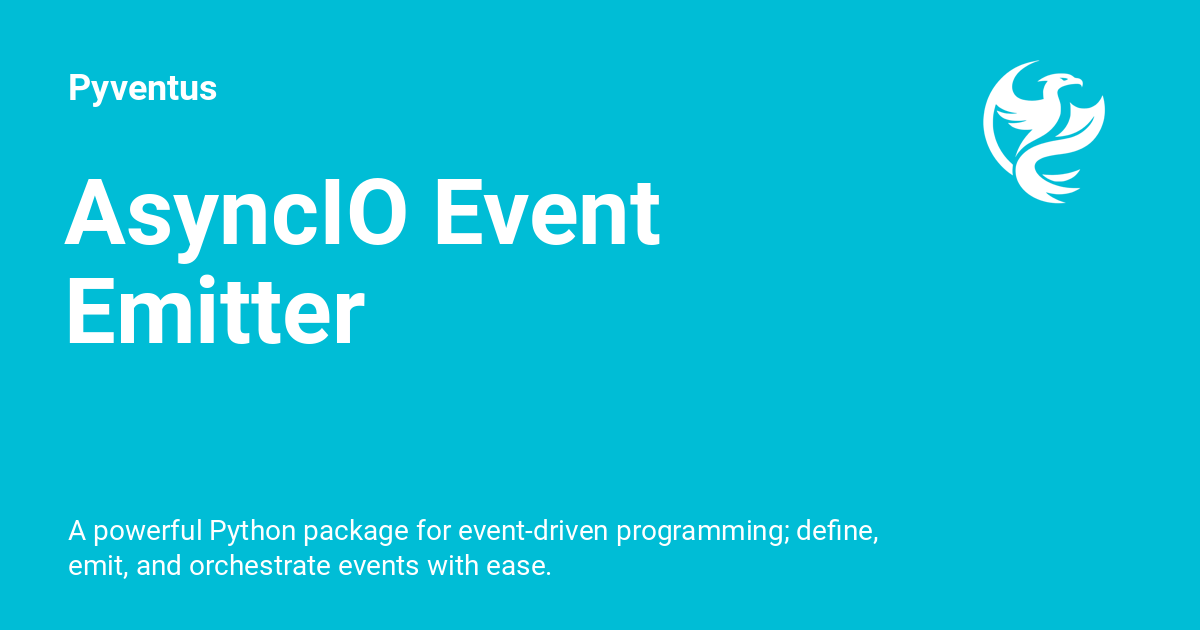 Pyventus
AsyncIO Event
Emitter
A powerful Python package for event-driven programming; define,
emit, and orchestrate events with ease.